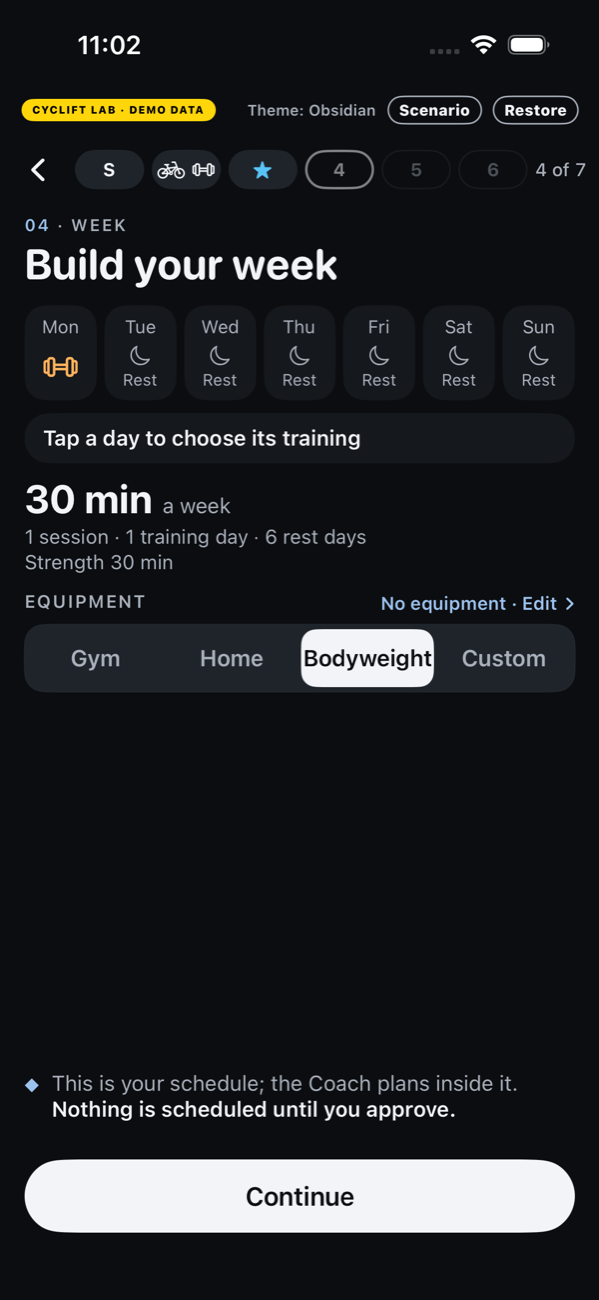 11:02
CYCLIFT LAB · DEMO DATA
Theme: Obsidian
Scenario
Restore
S
4
5
6
4 of 7
04 · WEEK
Build your week
Mon
Tue
Rest
Wed
Rest
Thu
Rest
Fri
Rest
Sat
Rest
Sun
Rest
Tap a day to choose its training
30 min a week
1 session · 1 training day · 6 rest days
Strength 30 min
EQUIPMENT
No equipment · Edit
Gym
Home
Bodyweight
Custom
This is your schedule; the Coach plans inside it.
Nothing is scheduled until you approve.
Continue